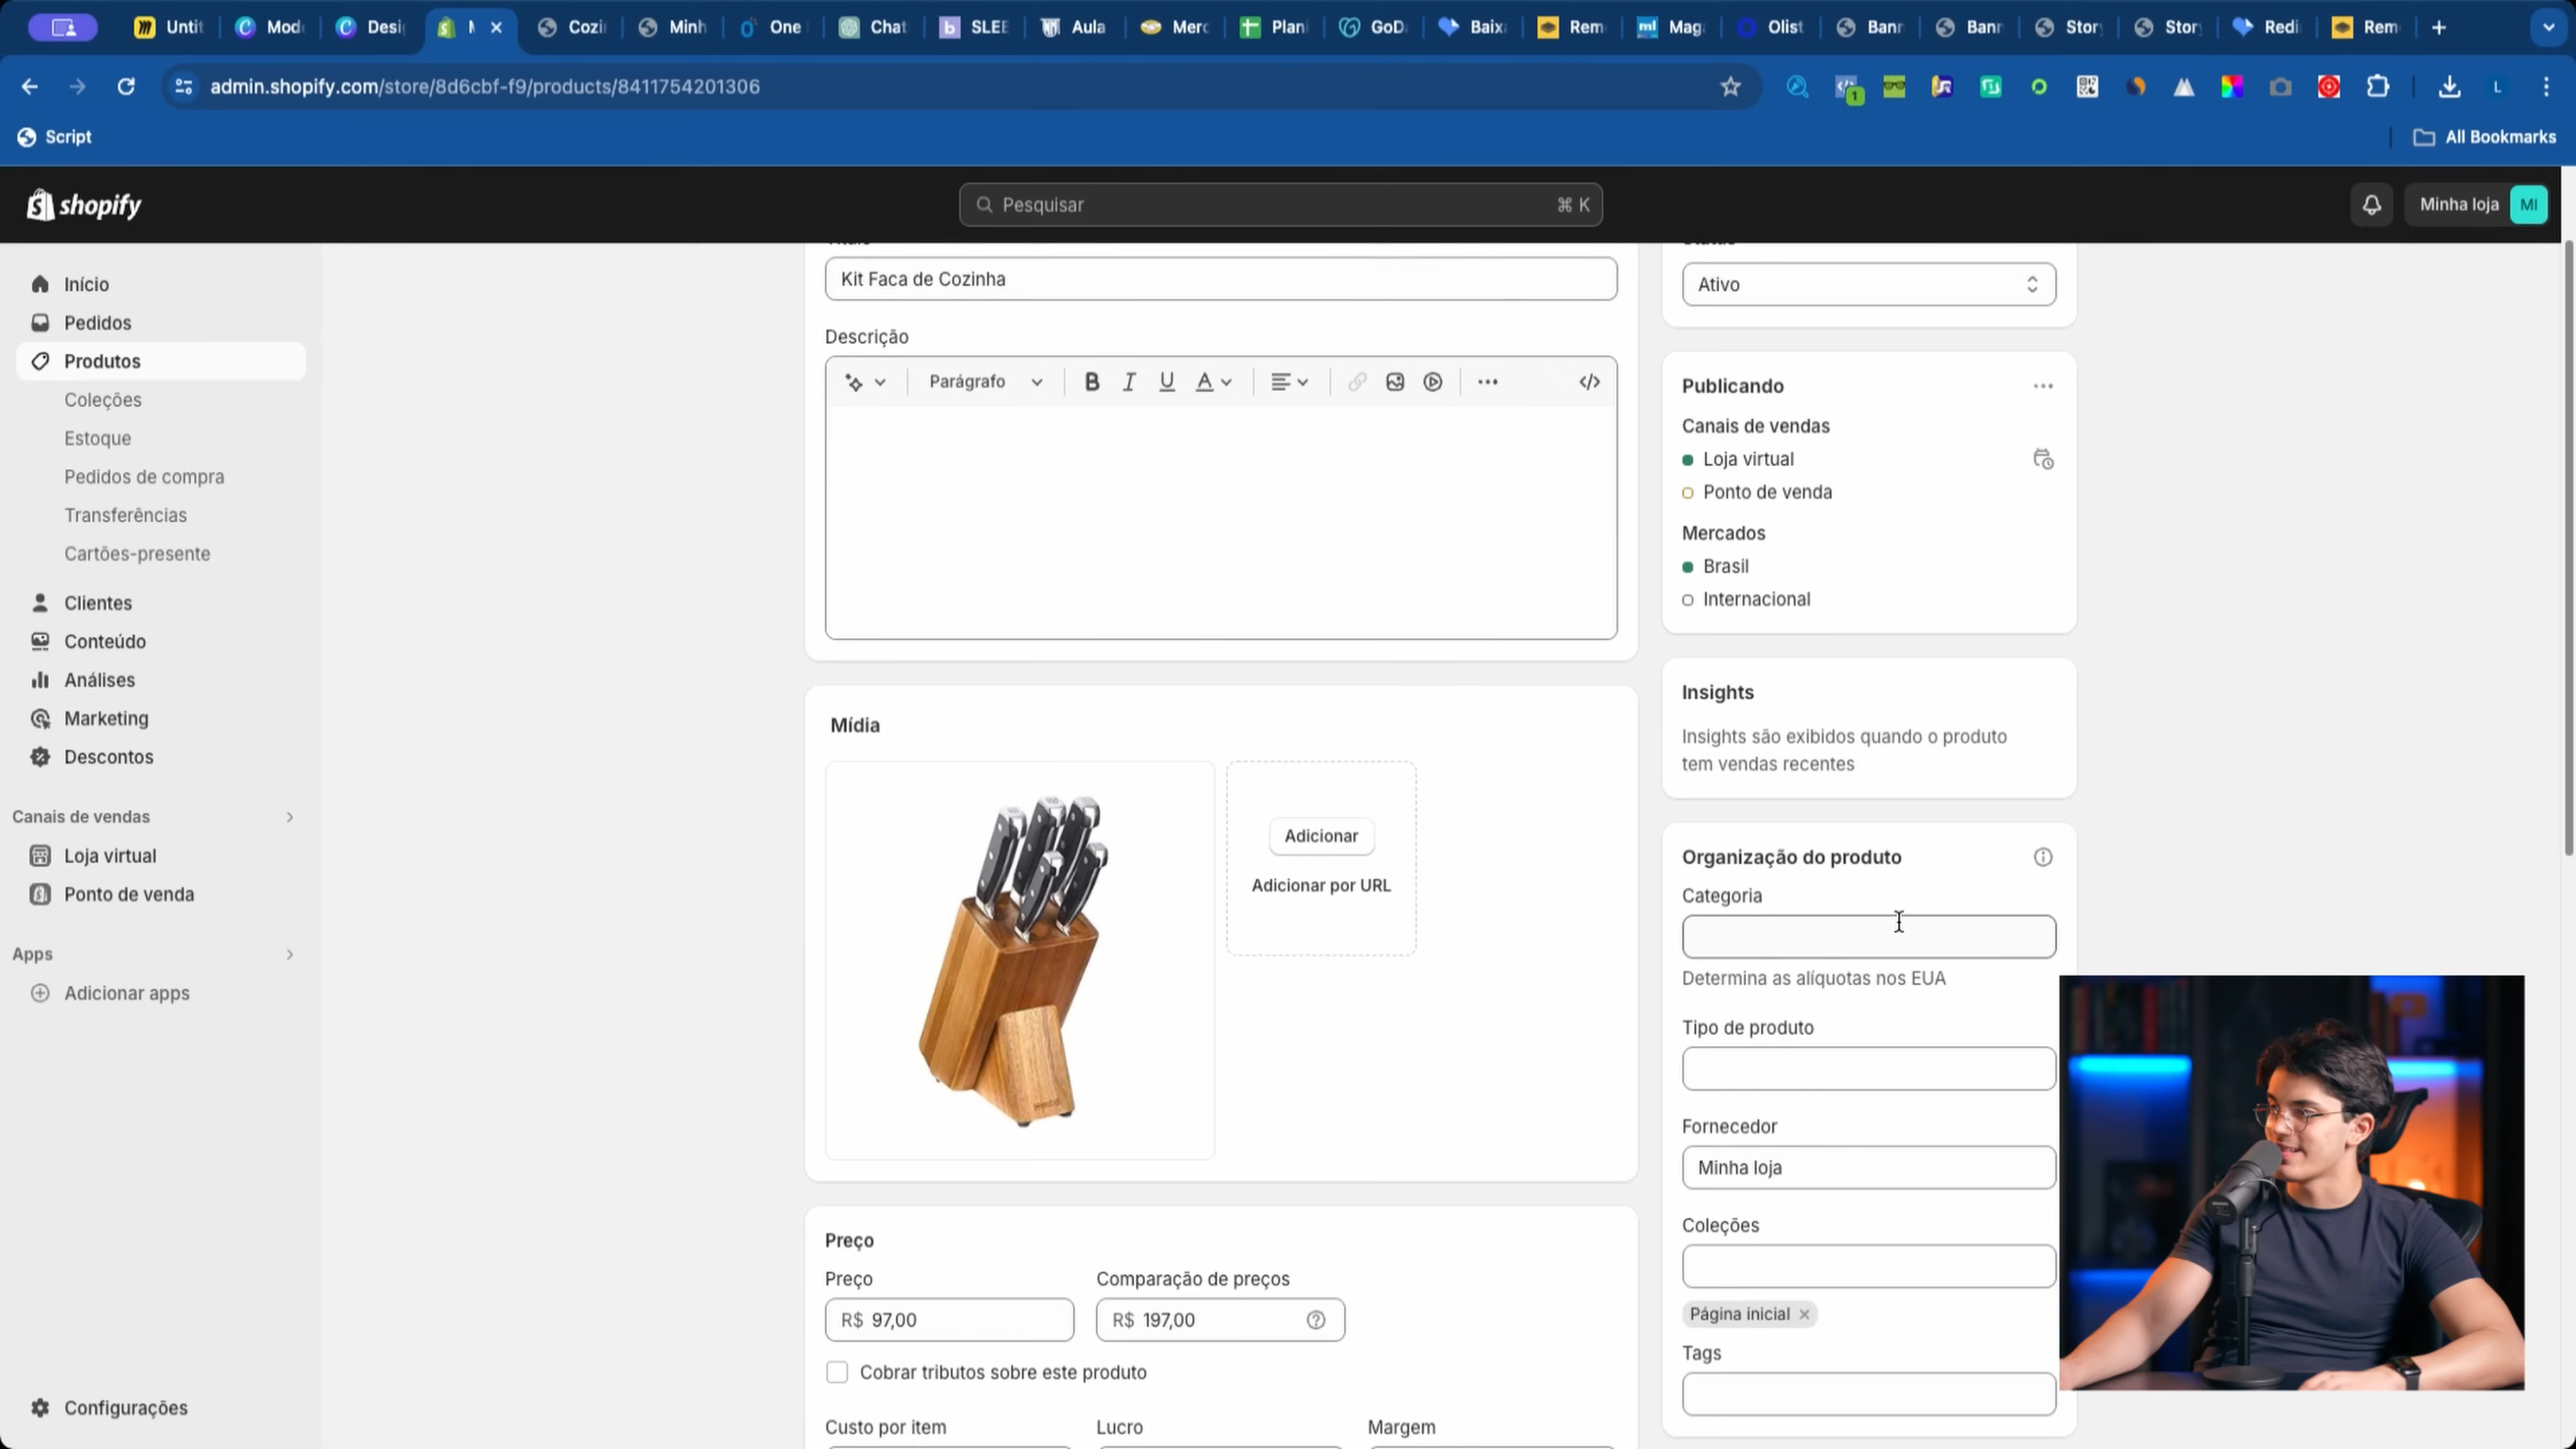 Untit
Mod
Desi
Cozi
Minh
One
Chat
SLEE
Aula
Merc
Plani
GoD
Baix
Rem
Mag
Olist
Bann
Bann
Story
Story
Redi
Rem
admin.shopify.com/store/8d6cbf-f9/products/8411754201306
1
L
Script
All Bookmarks
shopify
Pesquisar
⌘ K
Minha loja
MI
Início
Pedidos
Produtos
Coleções
Estoque
Pedidos de compra
Transferências
Cartões-presente
Clientes
Conteúdo
Análises
Marketing
Descontos
Canais de vendas
Loja virtual
Ponto de venda
Apps
Adicionar apps
Configurações
Kit Faca de Cozinha
Descrição
Parágrafo
B I U A
Mídia
Adicionar
Adicionar por URL
Preço
Preço
Comparação de preços
R$ 97,00
R$ 197,00
Cobrar tributos sobre este produto
Custo por item
Lucro
Margem
Ativo
Publicando
Canais de vendas
Loja virtual
Ponto de venda
Mercados
Brasil
Internacional
Insights
Insights são exibidos quando o produto
tem vendas recentes
Organização do produto
Categoria
Determina as alíquotas nos EUA
Tipo de produto
Fornecedor
Minha loja
Coleções
Página inicial
Tags